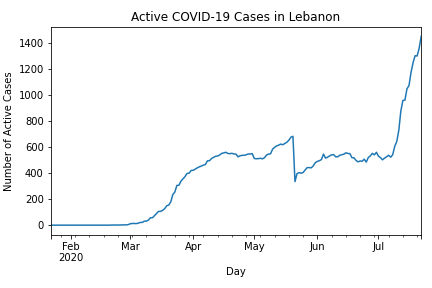 Active COVID-19 Cases in Lebanon
Number of Active Cases
1400
1200
1000
800
600
400
200
0
Feb
2020
Mar
Apr
May
Jun
Jul
Day